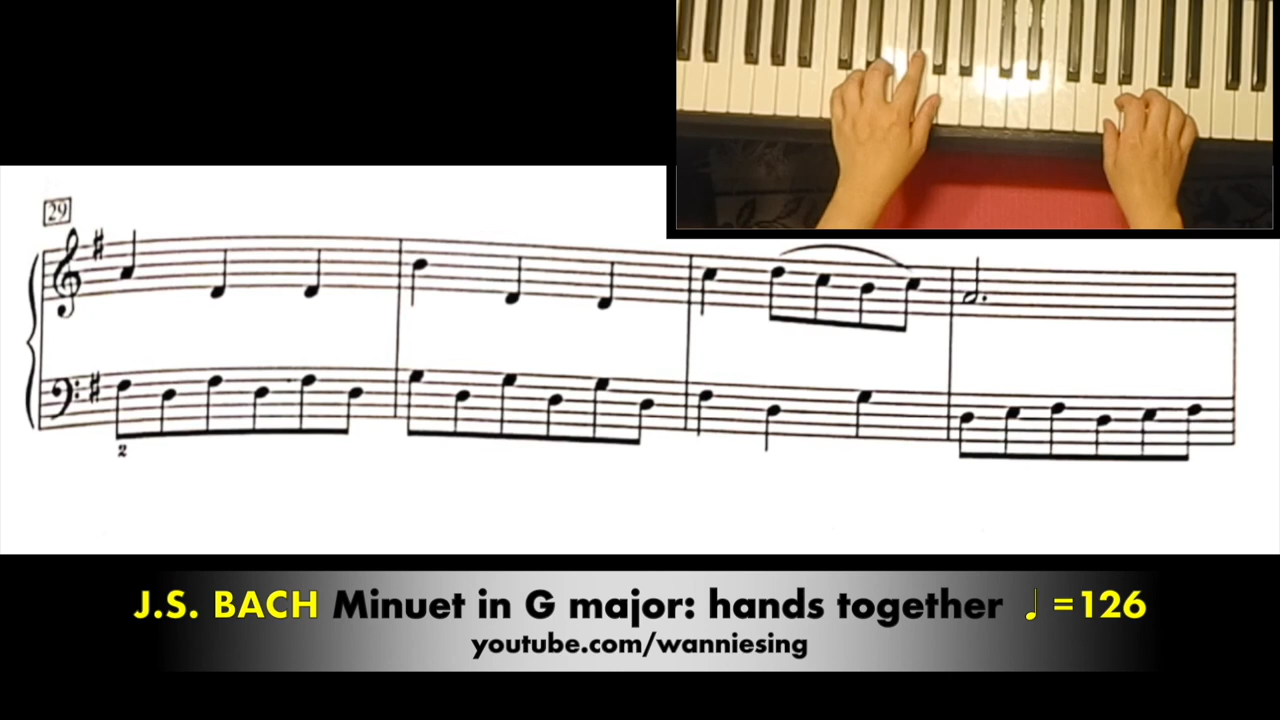 29
2
J.S. BACH Minuet in G major: hands together ♩=126
youtube.com/wanniesing